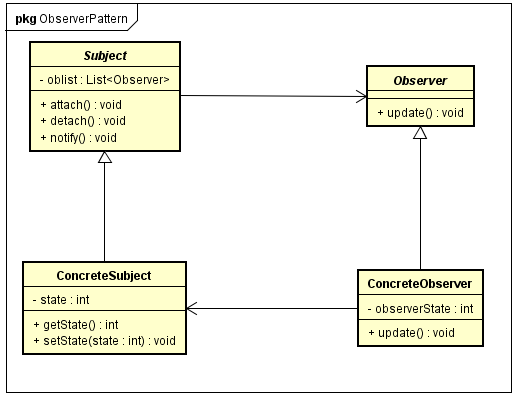 pkg ObserverPattern
Subject
- oblist : List<Observer>
+ attach() : void
+ detach() : void
+ notify() : void
Observer
+ update() : void
ConcreteSubject
- state : int
+ getState() : int
+ setState(state : int) : void
ConcreteObserver
- observerState : int
+ update() : void